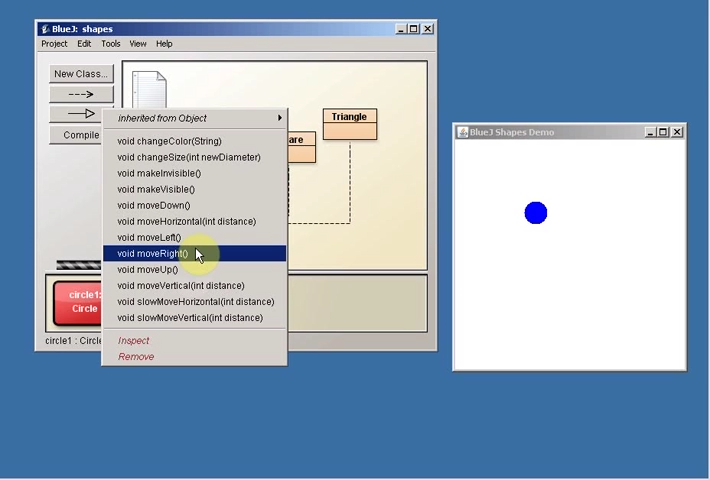 BlueJ: shapes
Project Edit Tools View Help
New Class...
--->
Compile
are
Triangle
inherited from Object
void changeColor(String)
void changeSize(int newDiameter)
void makeInvisible()
void makeVisible()
void moveDown()
void moveHorizontal(int distance)
void moveLeft()
void moveRight()
void moveUp()
void moveVertical(int distance)
void slowMoveHorizontal(int distance)
void slowMoveVertical(int distance)
Inspect
Remove
circle1:
Circle
circle1 : Circle
BlueJ Shapes Demo